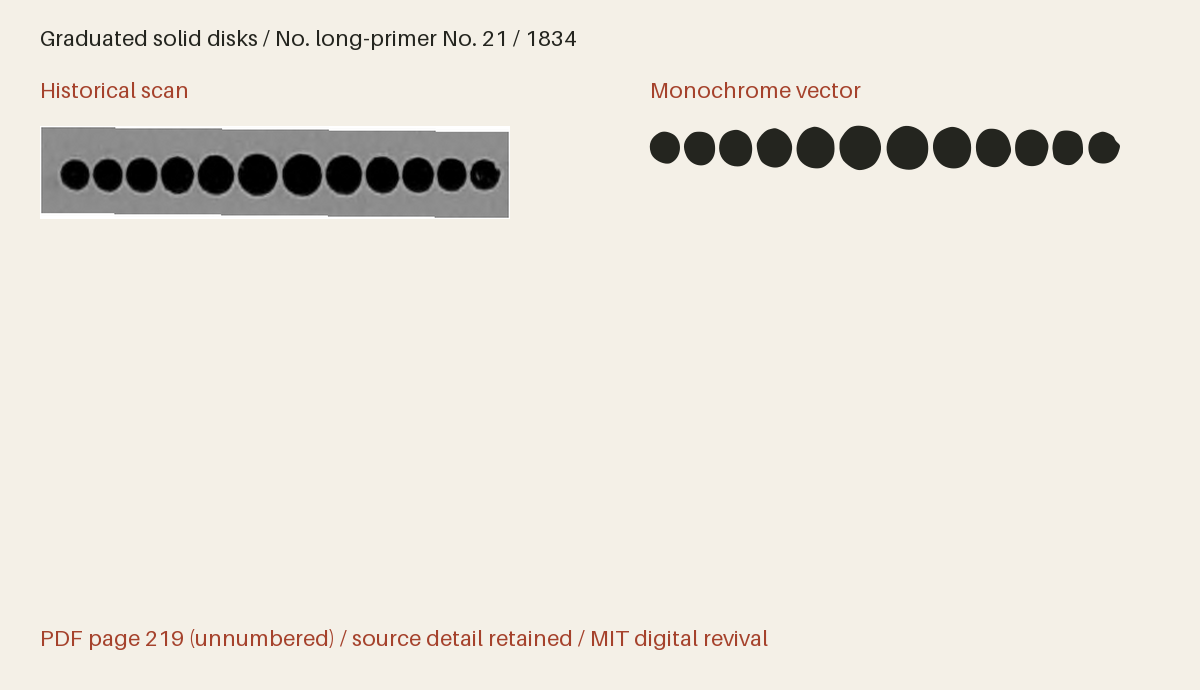 Graduated solid disks / No. long-primer No. 21 / 1834
Historical scan
Monochrome vector
PDF page 219 (unnumbered) / source detail retained / MIT digital revival